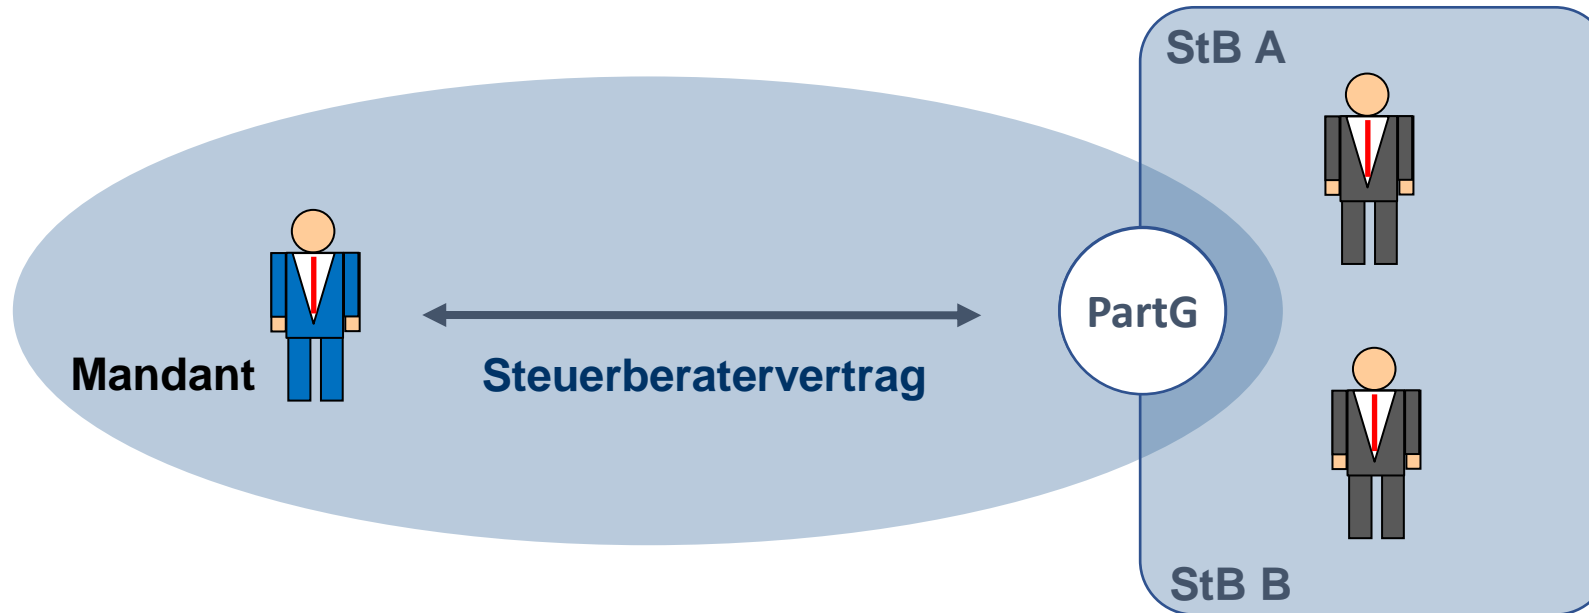 StB A
PartG
Mandant
Steuerberatervertrag
StB B